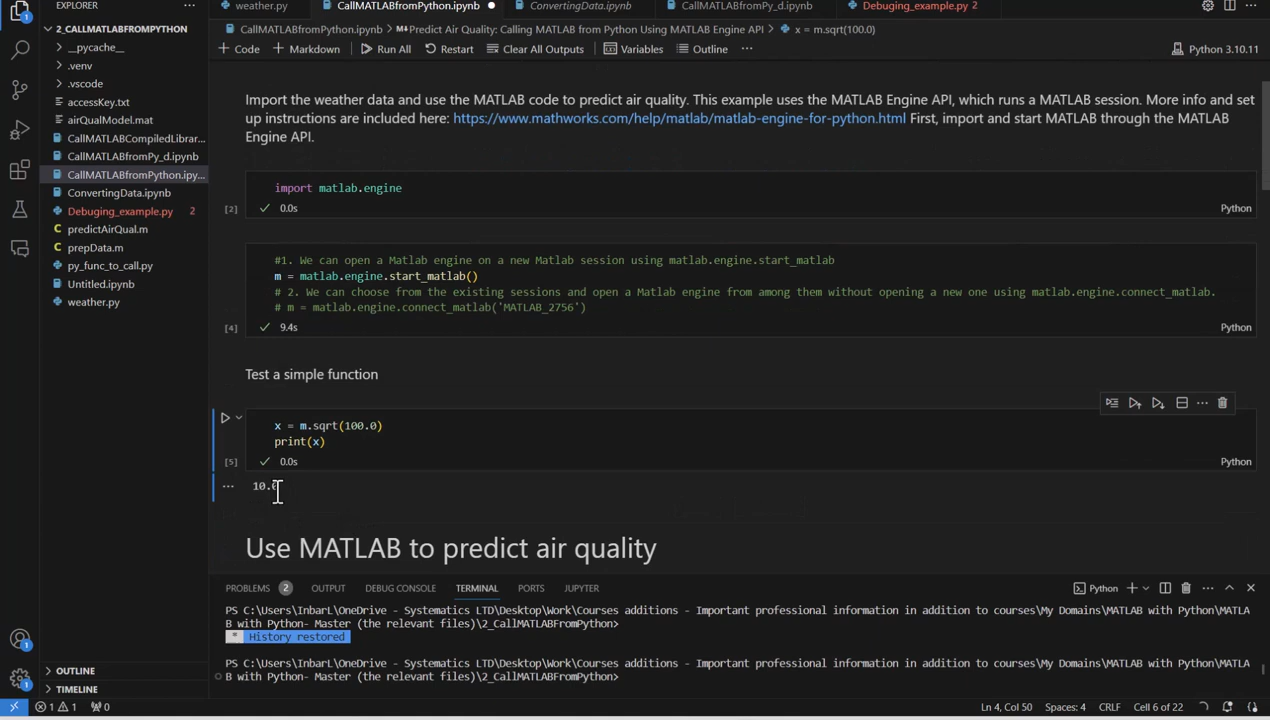 EXPLORER
weather.py
CallMATLABfromPython.ipynb
ConvertingData.ipynb
CallMATLABfromPy_d.ipynb
Debuging_example.py 2
2_CALLMATLABFROMPYTHON
CallMATLABfromPython.ipynb > Predict Air Quality: Calling MATLAB from Python Using MATLAB Engine API > x = m.sqrt(100.0)
+ Code
+ Markdown
Run All
Restart
Clear All Outputs
Variables
Outline
Python 3.10.11
__pycache__
.venv
.vscode
accessKey.txt
airQualModel.mat
CallMATLABCompiledLibrar...
CallMATLABfromPy_d.ipynb
CallMATLABfromPython.ipy...
ConvertingData.ipynb
Debuging_example.py 2
predictAirQual.m
prepData.m
py_func_to_call.py
Untitled.ipynb
weather.py
OUTLINE
TIMELINE
Import the weather data and use the MATLAB code to predict air quality. This example uses the MATLAB Engine API, which runs a MATLAB session. More info and set
up instructions are included here: https://www.mathworks.com/help/matlab/matlab-engine-for-python.html First, import and start MATLAB through the MATLAB
Engine API.
import matlab.engine
[2] 0.0s Python
#1. We can open a Matlab engine on a new Matlab session using matlab.engine.start_matlab
m = matlab.engine.start_matlab()
# 2. We can choose from the existing sessions and open a Matlab engine from among them without opening a new one using matlab.engine.connect_matlab.
# m = matlab.engine.connect_matlab('MATLAB_2756')
[4] 9.4s Python
Test a simple function
x = m.sqrt(100.0)
print(x)
[5] 0.0s Python
10.0
Use MATLAB to predict air quality
PROBLEMS 2 OUTPUT DEBUG CONSOLE TERMINAL PORTS JUPYTER
Python
PS C:\Users\InbarL\OneDrive - Systematics LTD\Desktop\Work\Courses additions - Important professional information in addition to courses\My Domains\MATLAB with Python\MATLA
B with Python- Master (the relevant files)\2_CallMATLABFromPython>
* History restored
PS C:\Users\InbarL\OneDrive - Systematics LTD\Desktop\Work\Courses additions - Important professional information in addition to courses\My Domains\MATLAB with Python\MATLA
B with Python- Master (the relevant files)\2_CallMATLABFromPython>
1 1 0
Ln 4, Col 50 Spaces: 4 CRLF Cell 6 of 22
1
1